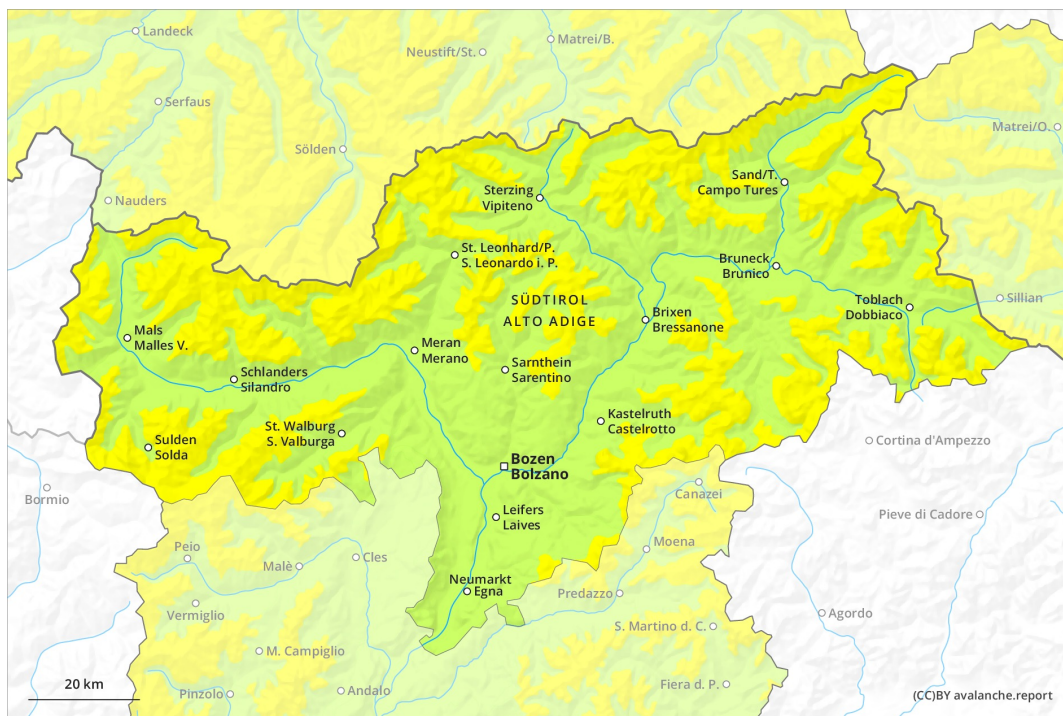 Landeck
Matrei/B.
Neustift/St.
Serfaus
Matrei/O.
Sölden
Sand/T.
Campo Tures
Sterzing
Vipiteno
Nauders
St. Leonhard/P.
S. Leonardo i. P.
Bruneck
Brunico
SÜDTIROL
ALTO ADIGE
Toblach
Dobbiaco
Sillian
Brixen
Bressanone
Mals
Malles V.
Meran
Merano
Schlanders
Silandro
Sarnthein
Sarentino
Kastelruth
Castelrotto
St. Walburg
S. Valburga
Sulden
Solda
Cortina d'Ampezzo
Bozen
Bolzano
Bormio
Canazei
Leifers
Laives
Pieve di Cadore
Peio
Cles
Moena
Malè
Neumarkt
Egna
Predazzo
Vermiglio
Agordo
S. Martino d. C.
M. Campiglio
20 km
Pinzolo
Andalo
Fiera d. P.
(CC)BY avalanche.report